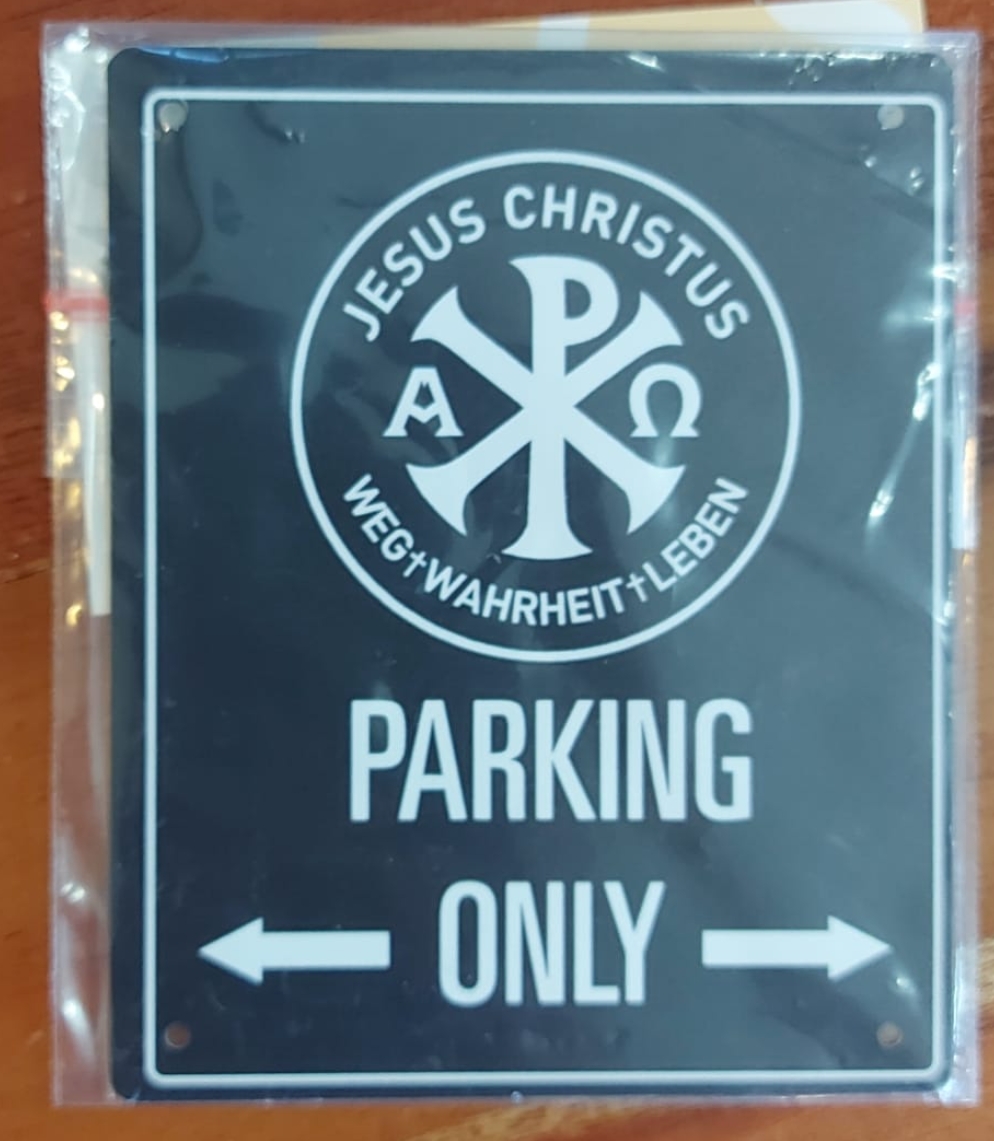 JESUS CHRISTUS
☧
Α Ω
WEG†WAHRHEIT†LEBEN
PARKING
ONLY